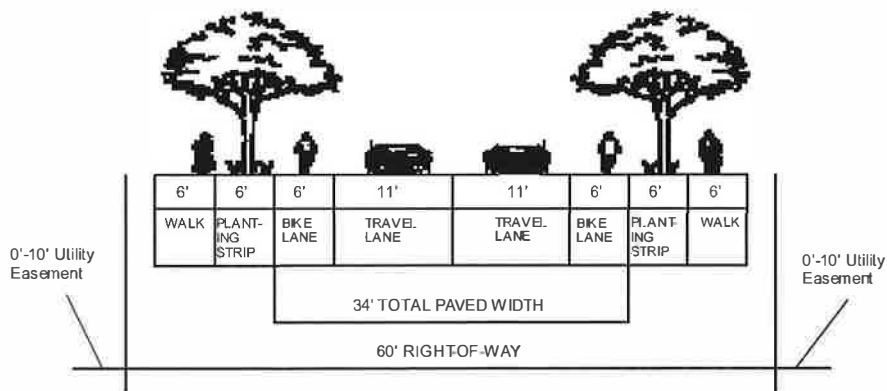 6' 6' 6' 11' 11' 6' 6' 6'
WALK PLANT- BIKE TRAVEL TRAVEL BIKE PLANT- WALK
ING LANE LANE LANE LANE ING
STRIP STRIP
0'-10' Utility
Easement
0'-10' Utility
Easement
34' TOTAL PAVED WIDTH
60' RIGHT-OF-WAY